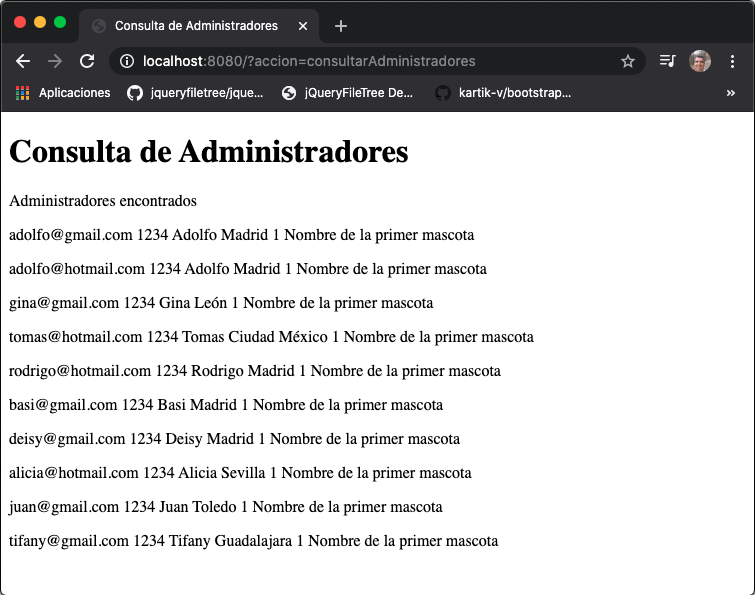 Consulta de Administradores
localhost:8080/?accion=consultarAdministradores
Aplicaciones jqueryfiletree/jque... jQueryFileTree De... kartik-v/bootstrap... »
Consulta de Administradores
Administradores encontrados
adolfo@gmail.com 1234 Adolfo Madrid 1 Nombre de la primer mascota
adolfo@hotmail.com 1234 Adolfo Madrid 1 Nombre de la primer mascota
gina@gmail.com 1234 Gina León 1 Nombre de la primer mascota
tomas@hotmail.com 1234 Tomas Ciudad México 1 Nombre de la primer mascota
rodrigo@hotmail.com 1234 Rodrigo Madrid 1 Nombre de la primer mascota
basi@gmail.com 1234 Basi Madrid 1 Nombre de la primer mascota
deisy@gmail.com 1234 Deisy Madrid 1 Nombre de la primer mascota
alicia@hotmail.com 1234 Alicia Sevilla 1 Nombre de la primer mascota
juan@gmail.com 1234 Juan Toledo 1 Nombre de la primer mascota
tifany@gmail.com 1234 Tifany Guadalajara 1 Nombre de la primer mascota